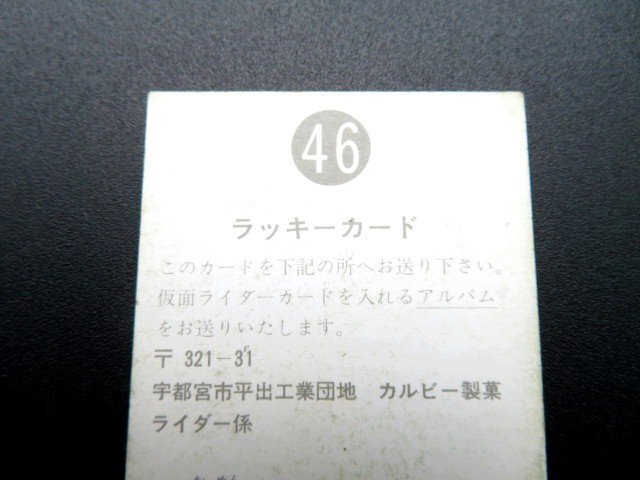 46
ラッキーカード
このカードを下記の所へお送り下さい。
仮面ライダーカードを入れるアルバム
をお送りいたします。
〒 321-31
宇都宮市平出工業団地　カルビー製菓
ライダー係